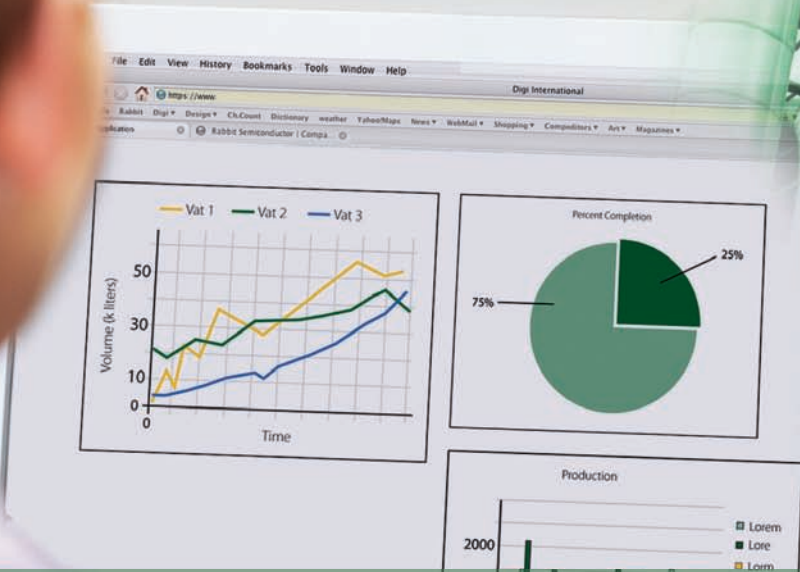 File Edit View History Bookmarks Tools Window Help
Digi International
https://www.
Rabbit Digi Design Ch.Count Dictionary weather Yahoo!Maps News WebMail Shopping Competitors Art Magazines
Rabbit Semiconductor | Compa...
Vat 1 Vat 2 Vat 3
Volume (k liters)
50
30
10
0
0
Time
Percent Completion
25%
75%
Production
2000
Lorem
Lore
Lorm